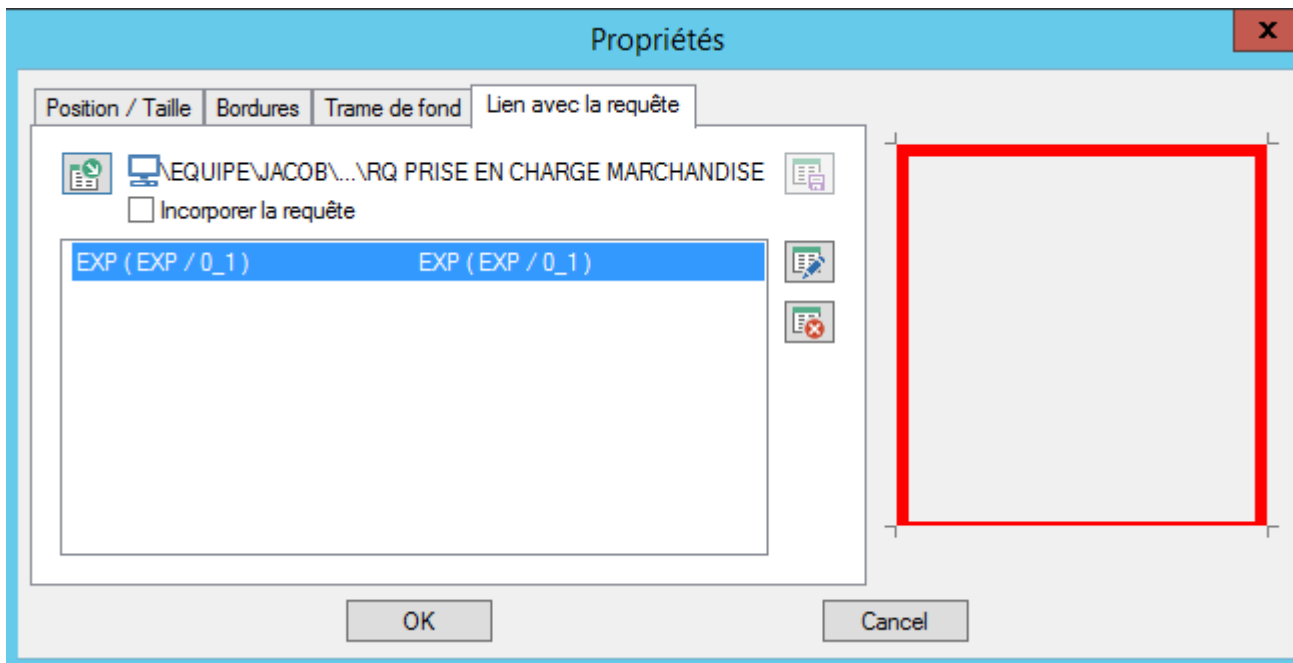 Propriétés
x
Position / Taille Bordures Trame de fond Lien avec la requête
\EQUIPE\JACOB\...\RQ PRISE EN CHARGE MARCHANDISE
Incorporer la requête
EXP ( EXP / 0_1 ) EXP ( EXP / 0_1 )
OK Cancel